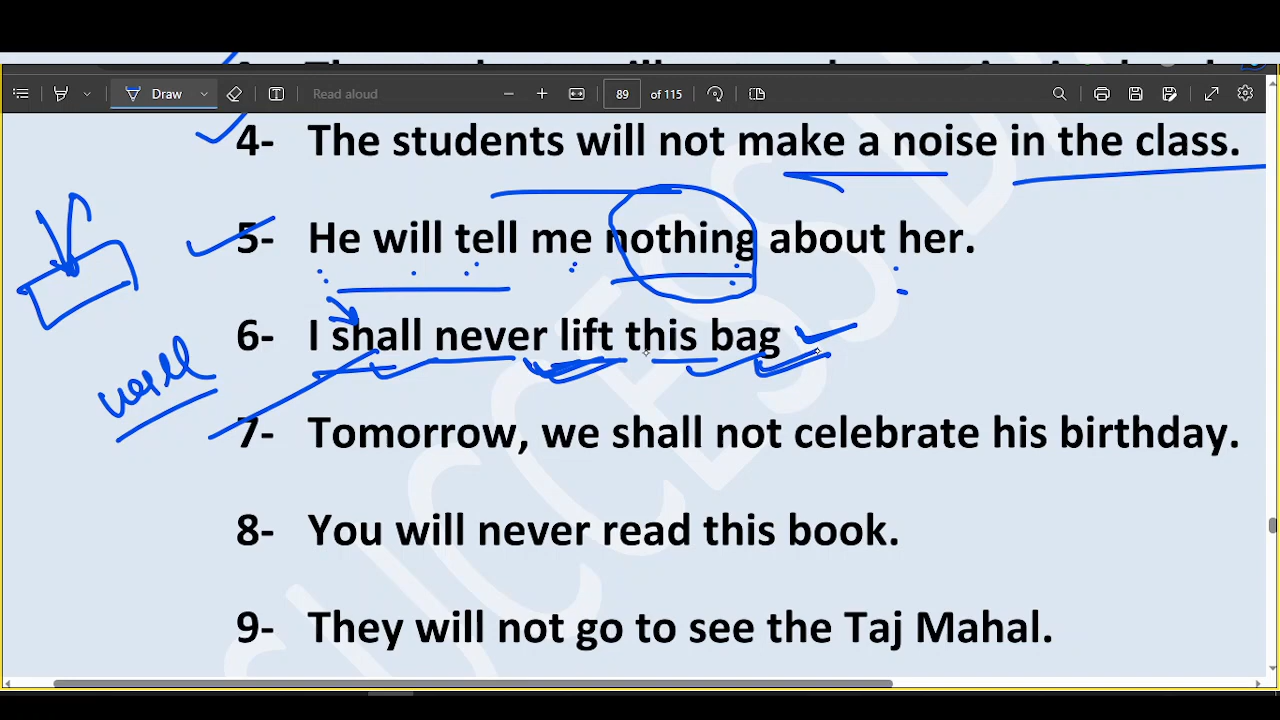 Draw
Read aloud
89 of 115
4- The students will not make a noise in the class.
5- He will tell me nothing about her.
6- I shall never lift this bag
will
7- Tomorrow, we shall not celebrate his birthday.
8- You will never read this book.
9- They will not go to see the Taj Mahal.